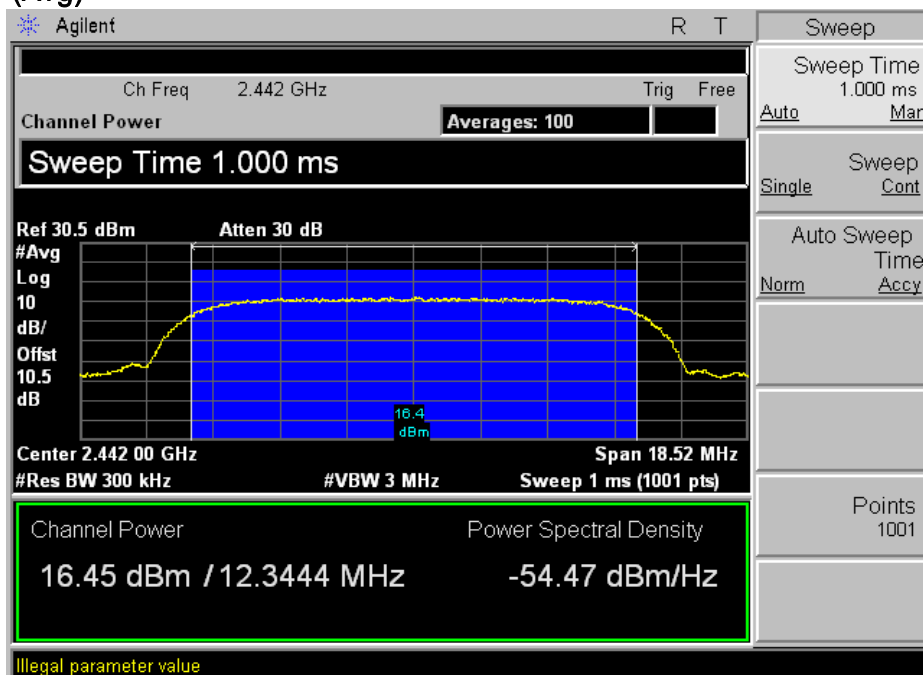 Agilent R T
Ch Freq 2.442 GHz Trig Free
Channel Power Averages: 100
Sweep Time 1.000 ms
Ref 30.5 dBm Atten 30 dB
#Avg
Log
10
dB/
Offst
10.5
dB
16.4
dBm
Center 2.442 00 GHz Span 18.52 MHz
#Res BW 300 kHz #VBW 3 MHz Sweep 1 ms (1001 pts)
Channel Power Power Spectral Density
16.45 dBm / 12.3444 MHz -54.47 dBm/Hz
Illegal parameter value
Sweep
Sweep Time
1.000 ms
Auto Man
Sweep
Single Cont
Auto Sweep
Time
Norm Accy
Points
1001